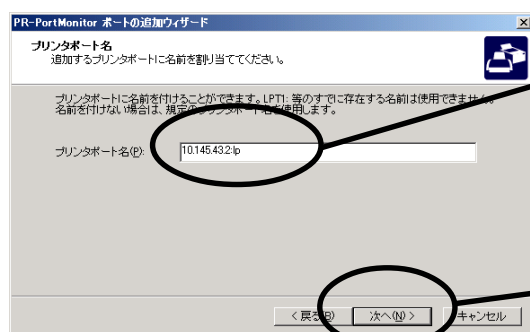 PR-PortMonitor ポートの追加ウィザード
プリンタポート名
追加するプリンタポートに名前を割り当ててください。
プリンタポートに名前を付けることができます。LPT1: 等のすでに存在する名前は使用できません。
名前を付けない場合は、規定のプリンタポート名を使用します。
プリンタポート名(P):
10.145.43.2:lp
< 戻る(B)
次へ(N) >
キャンセル